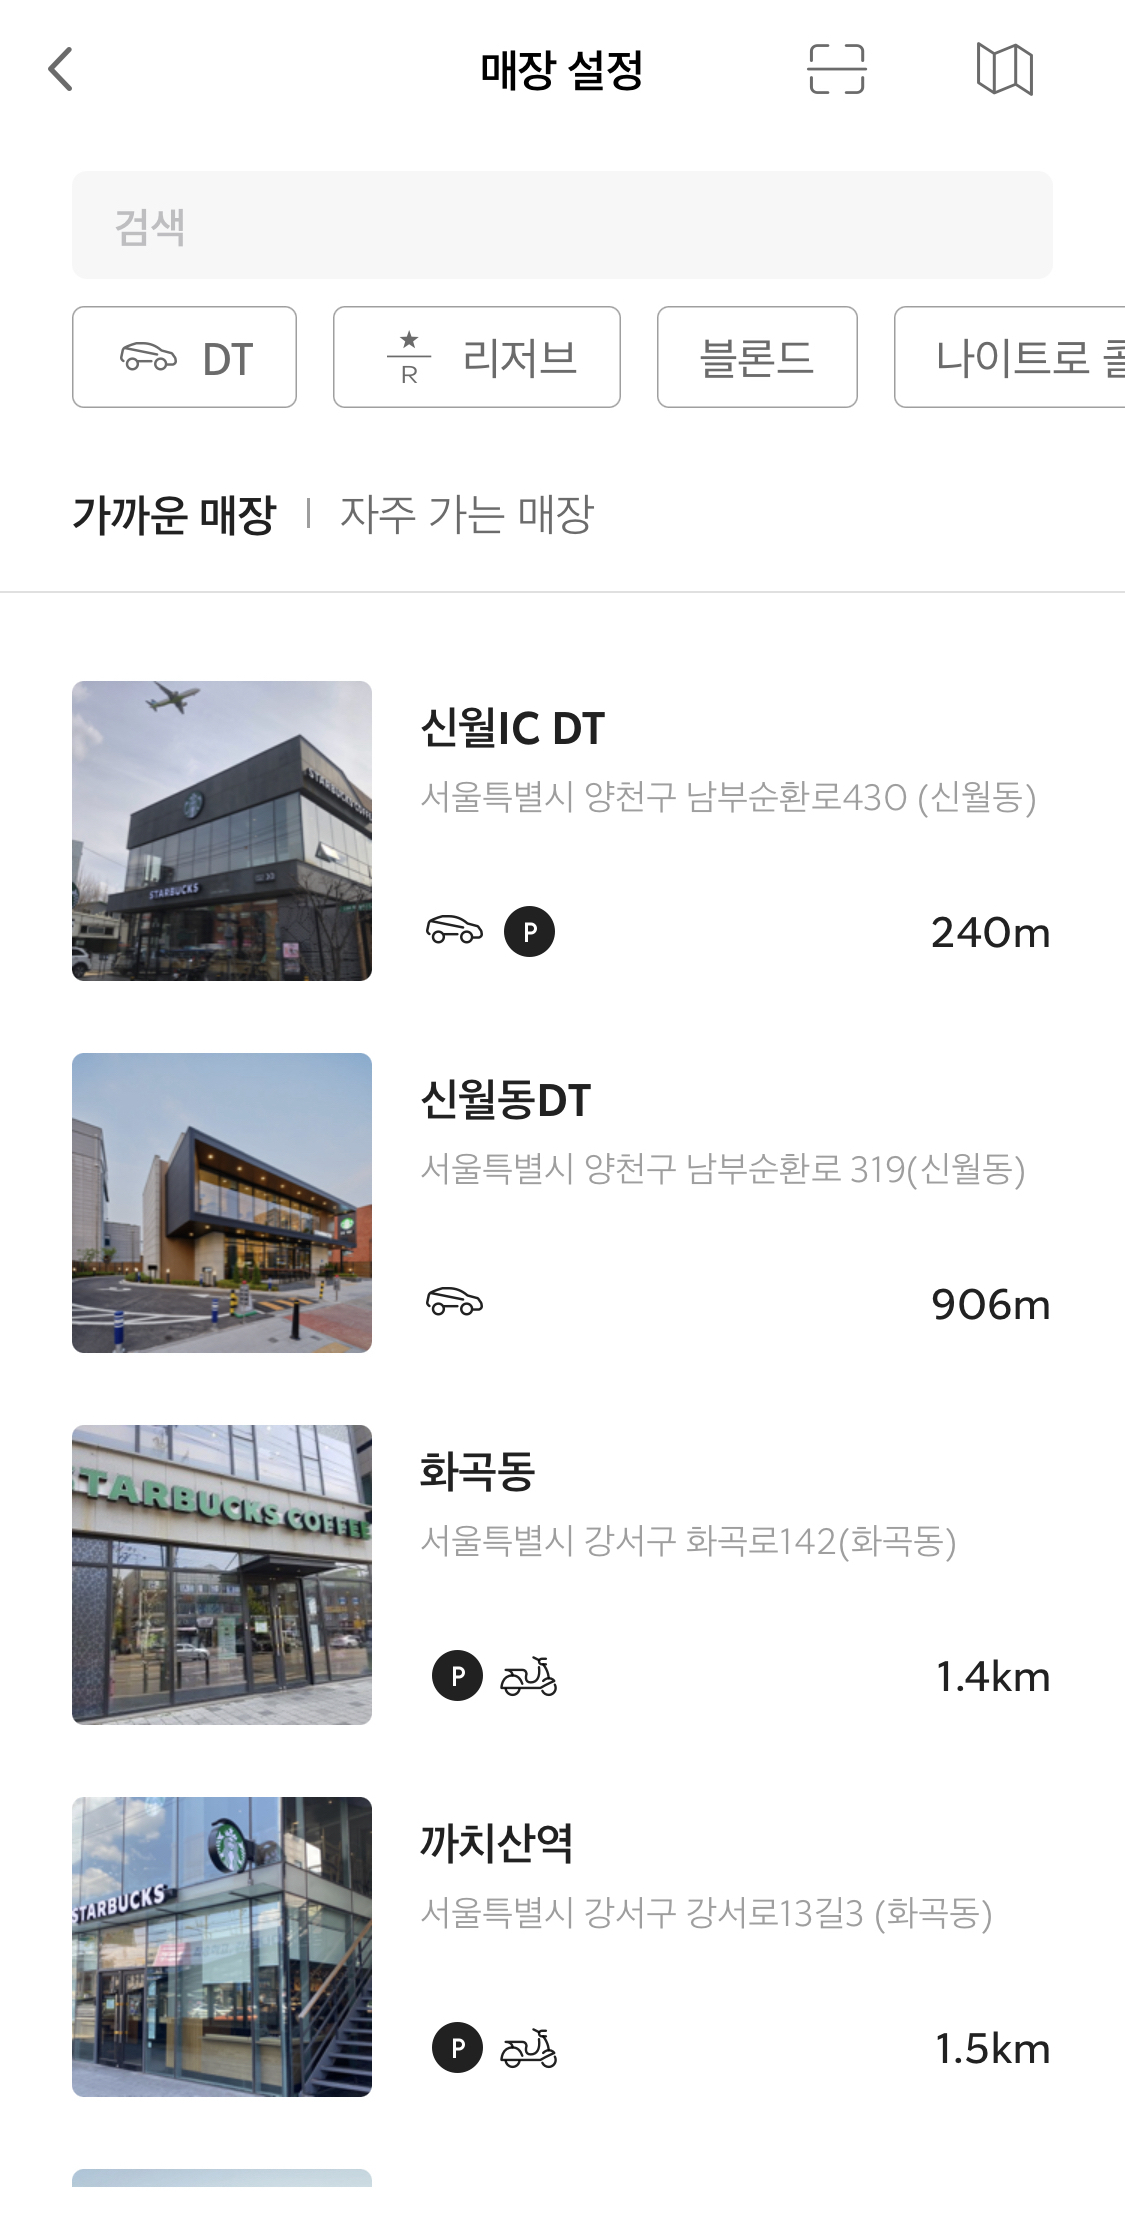 매장 설정
검색
DT
R 리저브
블론드
나이트로
가까운 매장 | 자주 가는 매장
STARBUCKS COFFEE
STARBUCKS
신월IC DT
서울특별시 양천구 남부순환로430 (신월동)
P
240m
신월동DT
서울특별시 양천구 남부순환로 319(신월동)
906m
STARBUCKS COFFEE
화곡동
서울특별시 강서구 화곡로142(화곡동)
P
1.4km
STARBUCKS
까치산역
서울특별시 강서구 강서로13길3 (화곡동)
P
1.5km